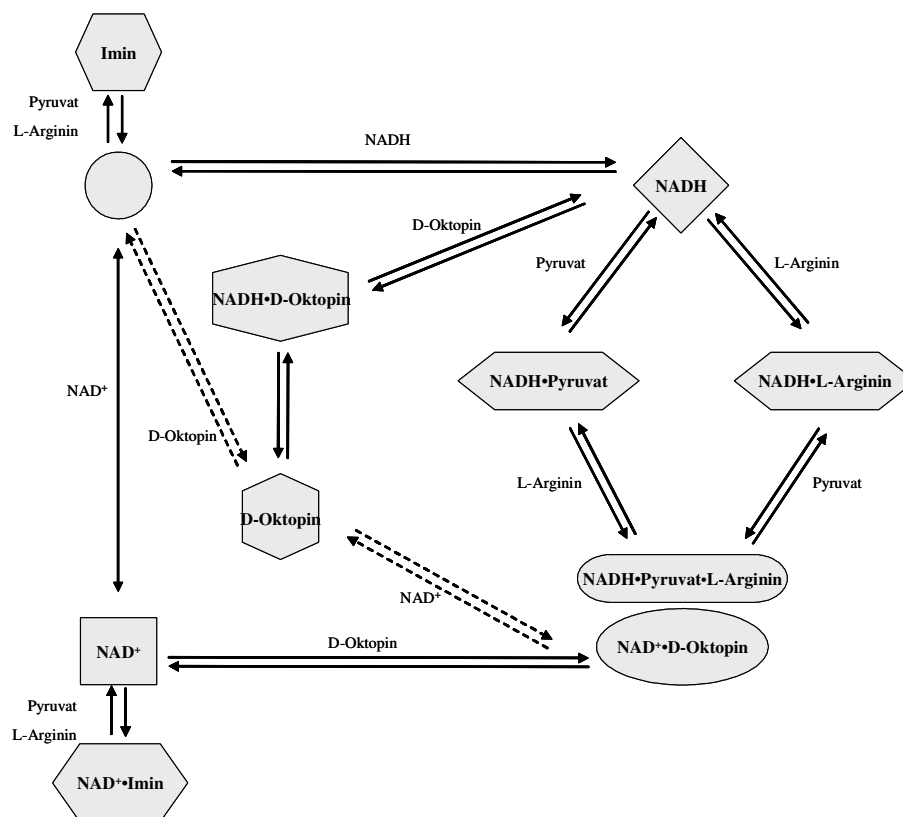 Imin
Pyruvat
L-Arginin
NADH
NADH
D-Oktopin
Pyruvat
L-Arginin
NADH•D-Oktopin
NADH•Pyruvat
NADH•L-Arginin
NAD⁺
D-Oktopin
L-Arginin
Pyruvat
D-Oktopin
NADH•Pyruvat•L-Arginin
NAD⁺
D-Oktopin
NAD⁺•D-Oktopin
NAD⁺
Pyruvat
L-Arginin
NAD⁺•Imin